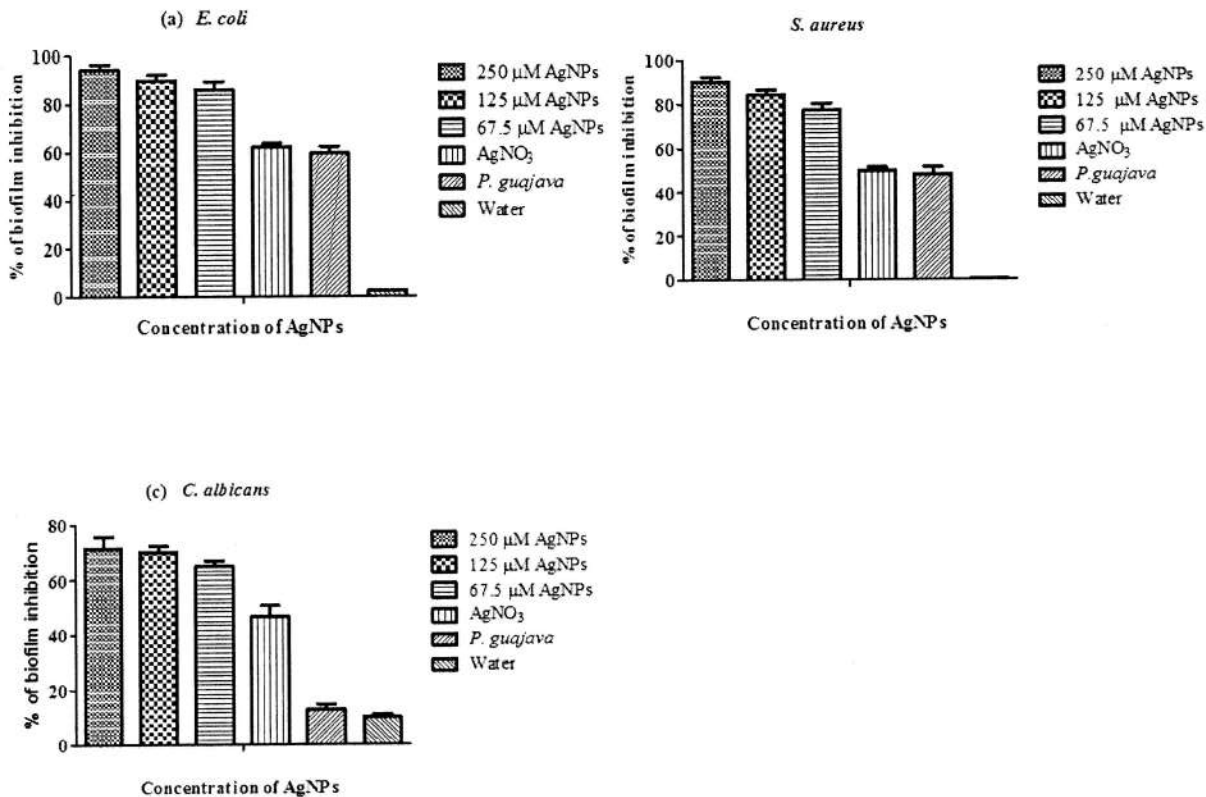 (a) E. coli
% of biofilm inhibition
100
80
60
40
20
0
Concentration of AgNPs
250 µM AgNPs
125 µM AgNPs
67.5 µM AgNPs
AgNO₃
P. guajava
Water
S. aureus
% of biofilm inhibition
100
80
60
40
20
0
Concentration of AgNPs
250 µM AgNPs
125 µM AgNPs
67.5 µM AgNPs
AgNO₃
P.guajava
Water
(c) C. albicans
% of biofilm inhibition
80
60
40
20
0
Concentration of AgNPs
250 µM AgNPs
125 µM AgNPs
67.5 µM AgNPs
AgNO₃
P. guajava
Water